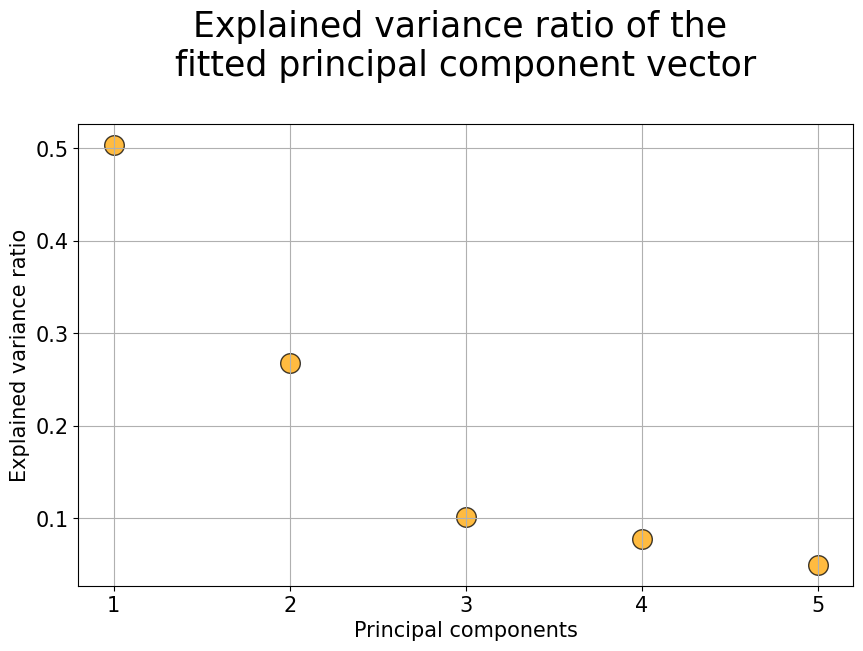 Explained variance ratio of the
fitted principal component vector
0.5
0.4
0.3
0.2
0.1
Explained variance ratio
1 2 3 4 5
Principal components